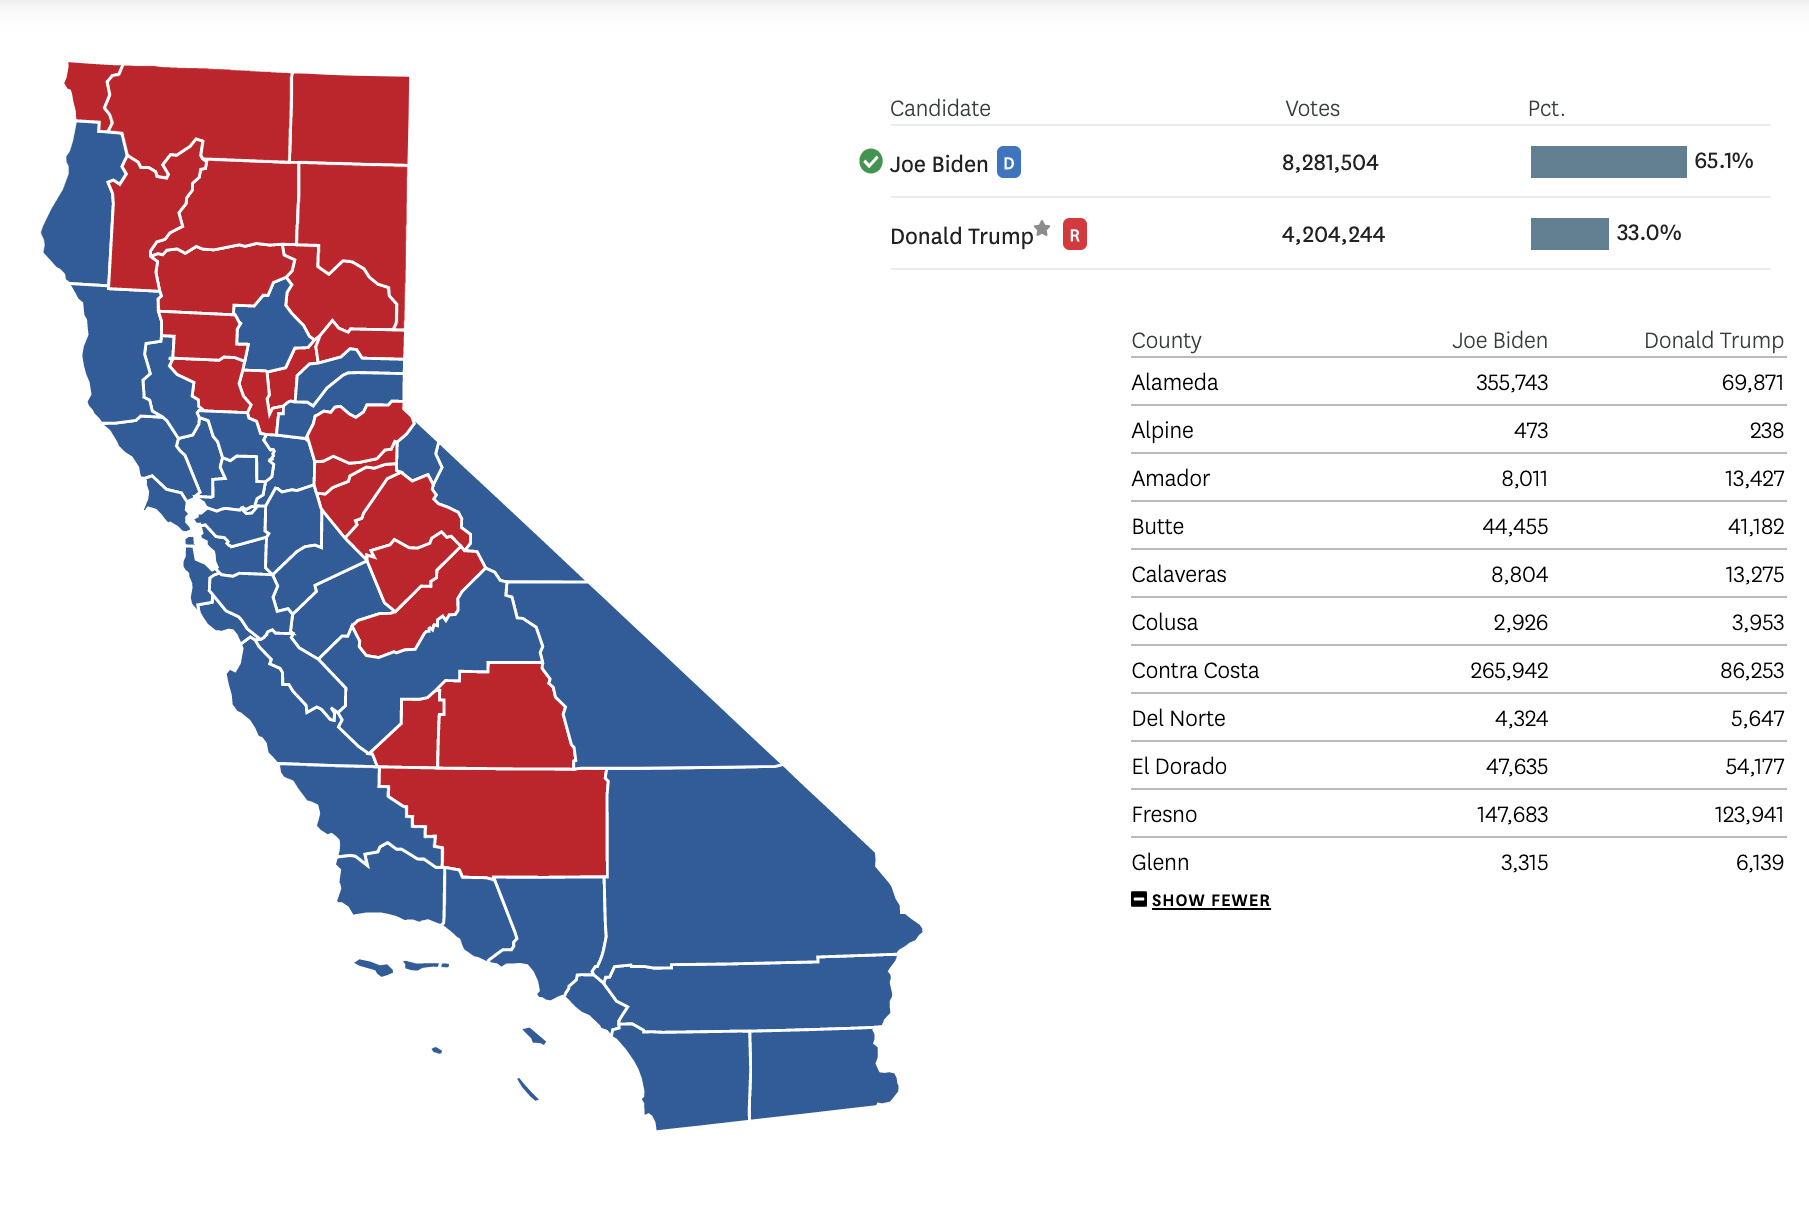 Candidate Votes Pct.
Joe Biden D 8,281,504 65.1%
Donald Trump R 4,204,244 33.0%
County Joe Biden Donald Trump
Alameda 355,743 69,871
Alpine 473 238
Amador 8,011 13,427
Butte 44,455 41,182
Calaveras 8,804 13,275
Colusa 2,926 3,953
Contra Costa 265,942 86,253
Del Norte 4,324 5,647
El Dorado 47,635 54,177
Fresno 147,683 123,941
Glenn 3,315 6,139
SHOW FEWER